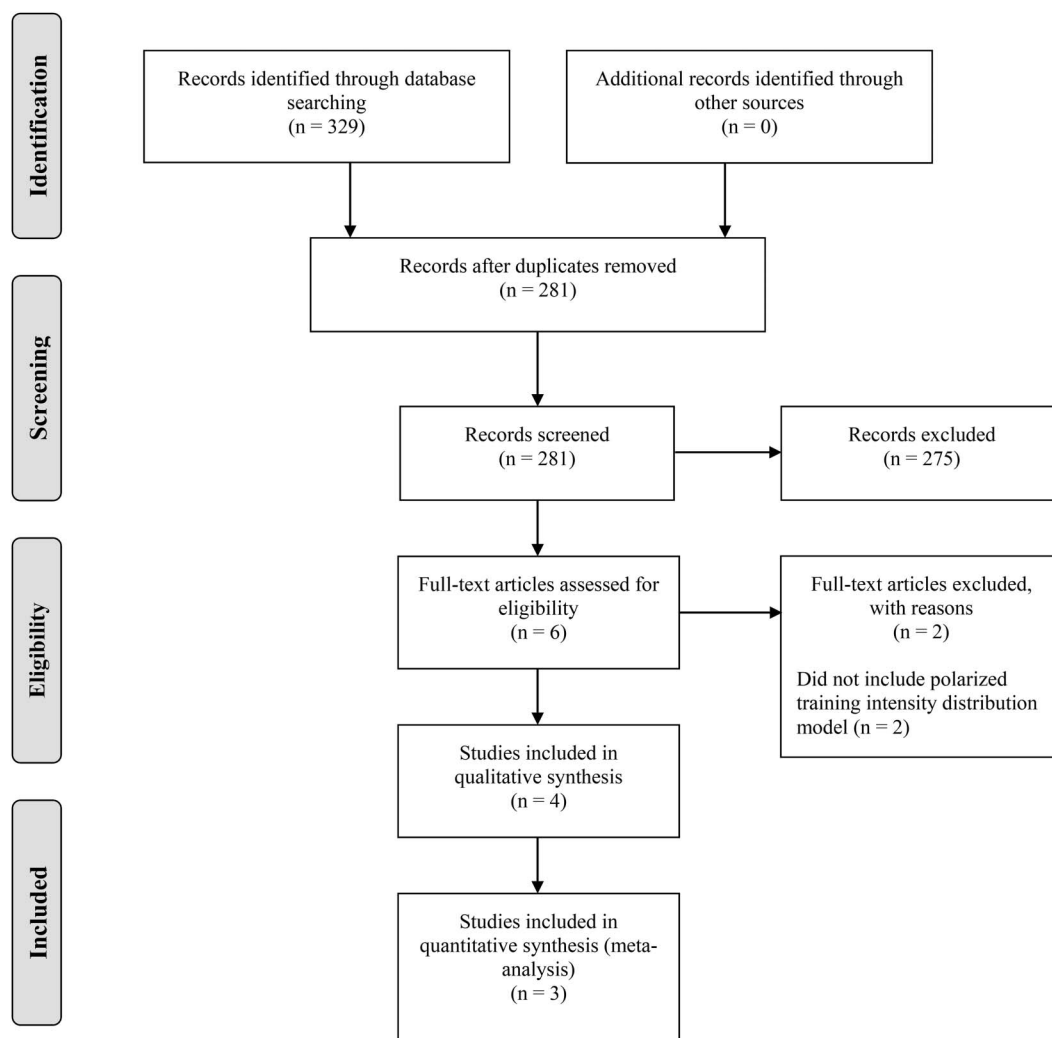 Identification
Records identified through database
searching
(n = 329)
Additional records identified through
other sources
(n = 0)
Records after duplicates removed
(n = 281)
Screening
Records screened
(n = 281)
Records excluded
(n = 275)
Eligibility
Full-text articles assessed for
eligibility
(n = 6)
Full-text articles excluded,
with reasons
(n = 2)
Did not include polarized
training intensity distribution
model (n = 2)
Studies included in
qualitative synthesis
(n = 4)
Included
Studies included in
quantitative synthesis (meta-
analysis)
(n = 3)